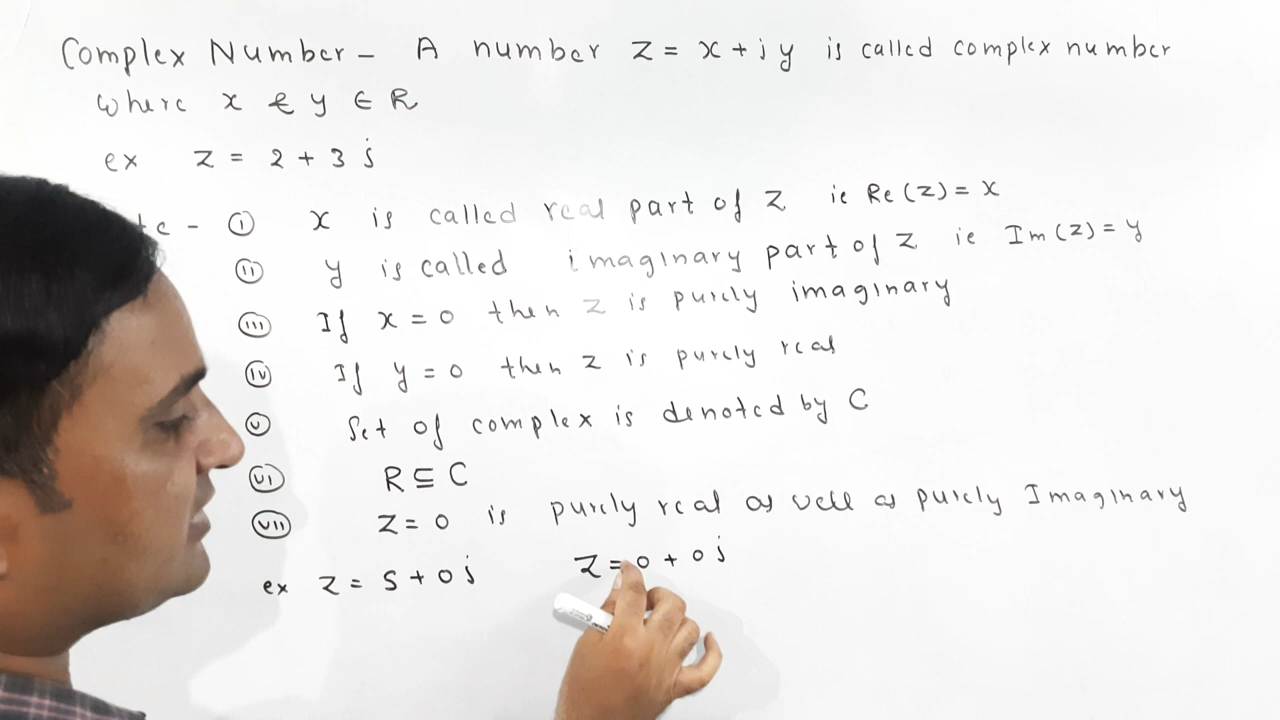 Complex Number - A number z = x + i y is called complex number
where x & y ∈ R
ex z = 2 + 3 i
- (i) x is called real part of z ie Re(z) = x
(ii) y is called imaginary part of z ie Im(z) = y
(iii) If x = 0 then z is purely imaginary
(iv) If y = 0 then z is purely real
(v) Set of complex is denoted by C
(vi) R ⊆ C
(vii) z = 0 is purely real as well as purely Imaginary
ex z = 5 + 0 i z = 0 + 0 i